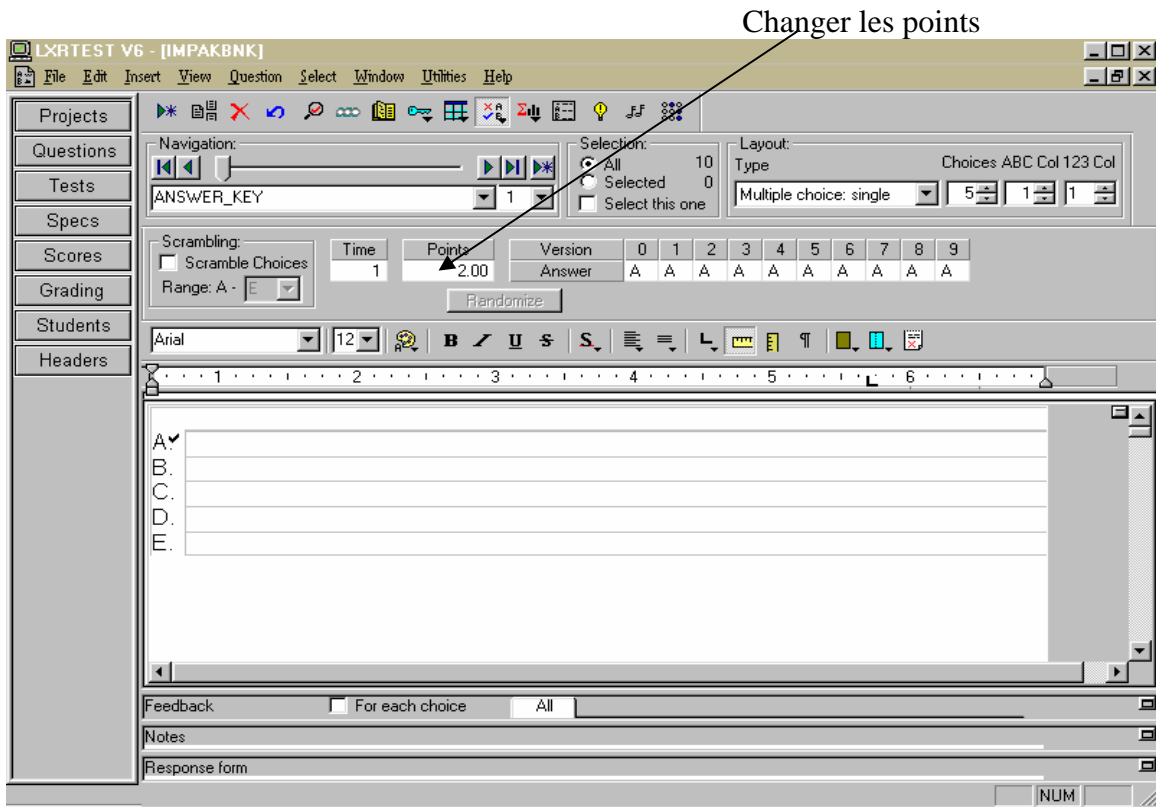 Changer les points
LXRTEST V6 - [IMPAKBNK]
File Edit Insert View Question Select Window Utilities Help
Projects
Questions
Tests
Specs
Scores
Grading
Students
Headers
Navigation:
ANSWER_KEY 1
Selection:
All 10
Selected 0
Select this one
Layout:
Type Choices ABC Col 123 Col
Multiple choice: single 5 1 1
Scrambling:
Scramble Choices
Range: A - E
Time Points
1 2.00
Version 0 1 2 3 4 5 6 7 8 9
Answer A A A A A A A A A A
Randomize
Arial 12 B I U S S
1 2 3 4 5 6
A.
B.
C.
D.
E.
Feedback For each choice All
Notes
Response form
NUM